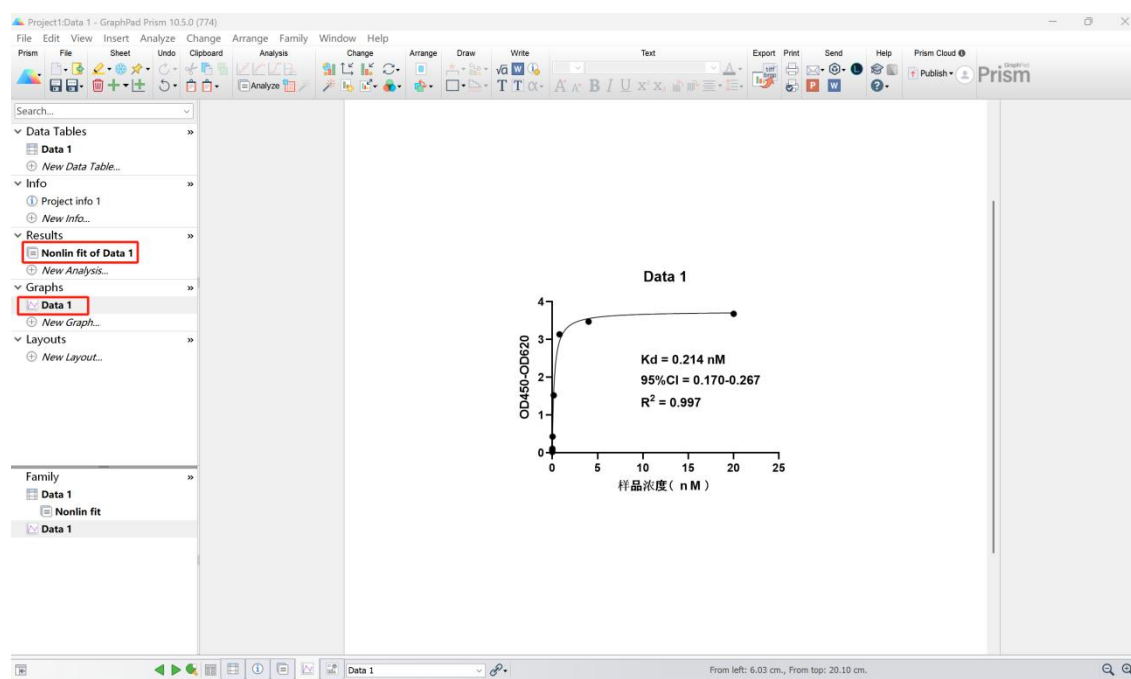 Project1:Data 1 - GraphPad Prism 10.5.0 (774)
File Edit View Insert Analyze Change Arrange Family Window Help
Prism File Sheet Undo Clipboard Analysis Change Arrange Draw Write Text Export Print Send Help Prism Cloud
Analyze
Publish
GraphPad
Prism
Search...
Data Tables
Data 1
New Data Table...
Info
Project info 1
New Info...
Results
Nonlin fit of Data 1
New Analysis...
Graphs
Data 1
New Graph...
Layouts
New Layout...
Family
Data 1
Nonlin fit
Data 1
Data 1
OD450-OD620
4
3
2
1
0
0 5 10 15 20 25
样品浓度( nM )
Kd = 0.214 nM
95%CI = 0.170-0.267
R² = 0.997
Data 1
From left: 6.03 cm., From top: 20.10 cm.